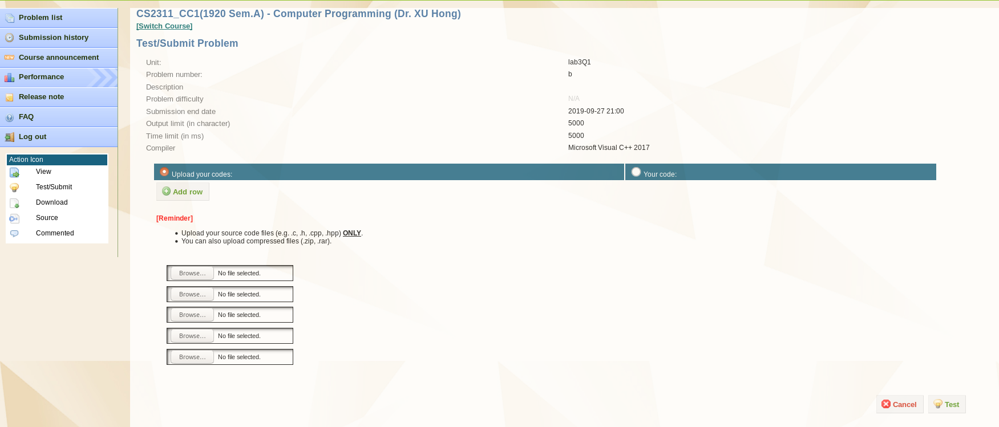 CS2311_CC1(1920 Sem.A) - Computer Programming (Dr. XU Hong)
[Switch Course]
Problem list
Submission history
Course announcement
Performance
Release note
FAQ
Log out
Action Icon
View
Test/Submit
Download
Source
Commented
Test/Submit Problem
Unit: lab3Q1
Problem number: b
Description
Problem difficulty N/A
Submission end date 2019-09-27 21:00
Output limit (in character) 5000
Time limit (in ms) 5000
Compiler Microsoft Visual C++ 2017
Upload your codes: Your code:
Add row
[Reminder]
• Upload your source code files (e.g. .c, .h, .cpp, .hpp) ONLY.
• You can also upload compressed files (.zip, .rar).
Browse... No file selected.
Browse... No file selected.
Browse... No file selected.
Browse... No file selected.
Browse... No file selected.
Cancel Test